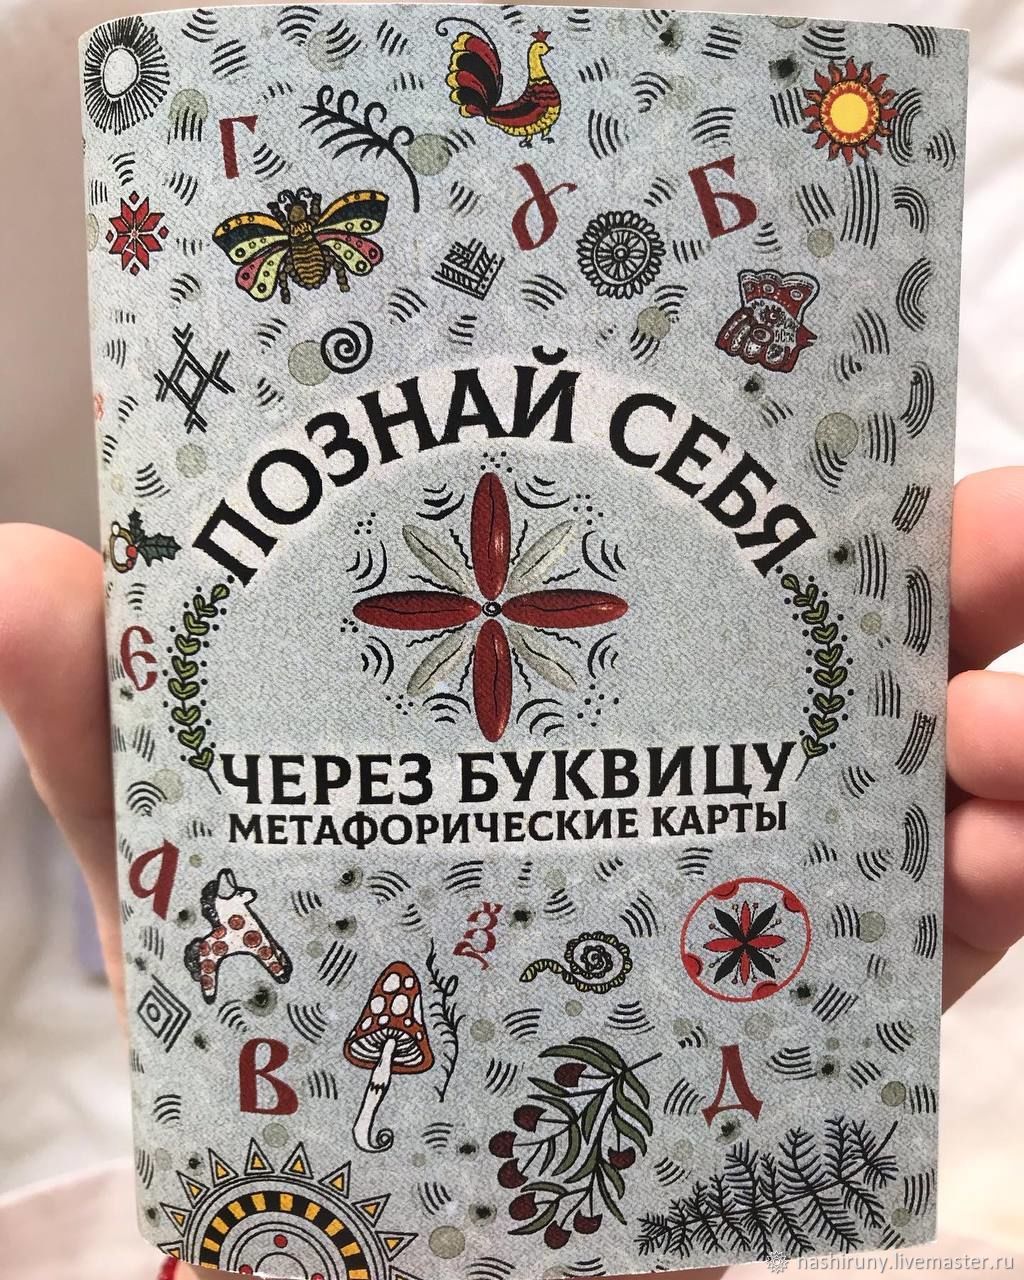 Г
Б
ПОЗНАЙ СЕБЯ
Є
ЧЕРЕЗ БУКВИЦУ
МЕТАФОРИЧЕСКИЕ КАРТЫ
а
В
Д
nashiruny.livemaster.ru